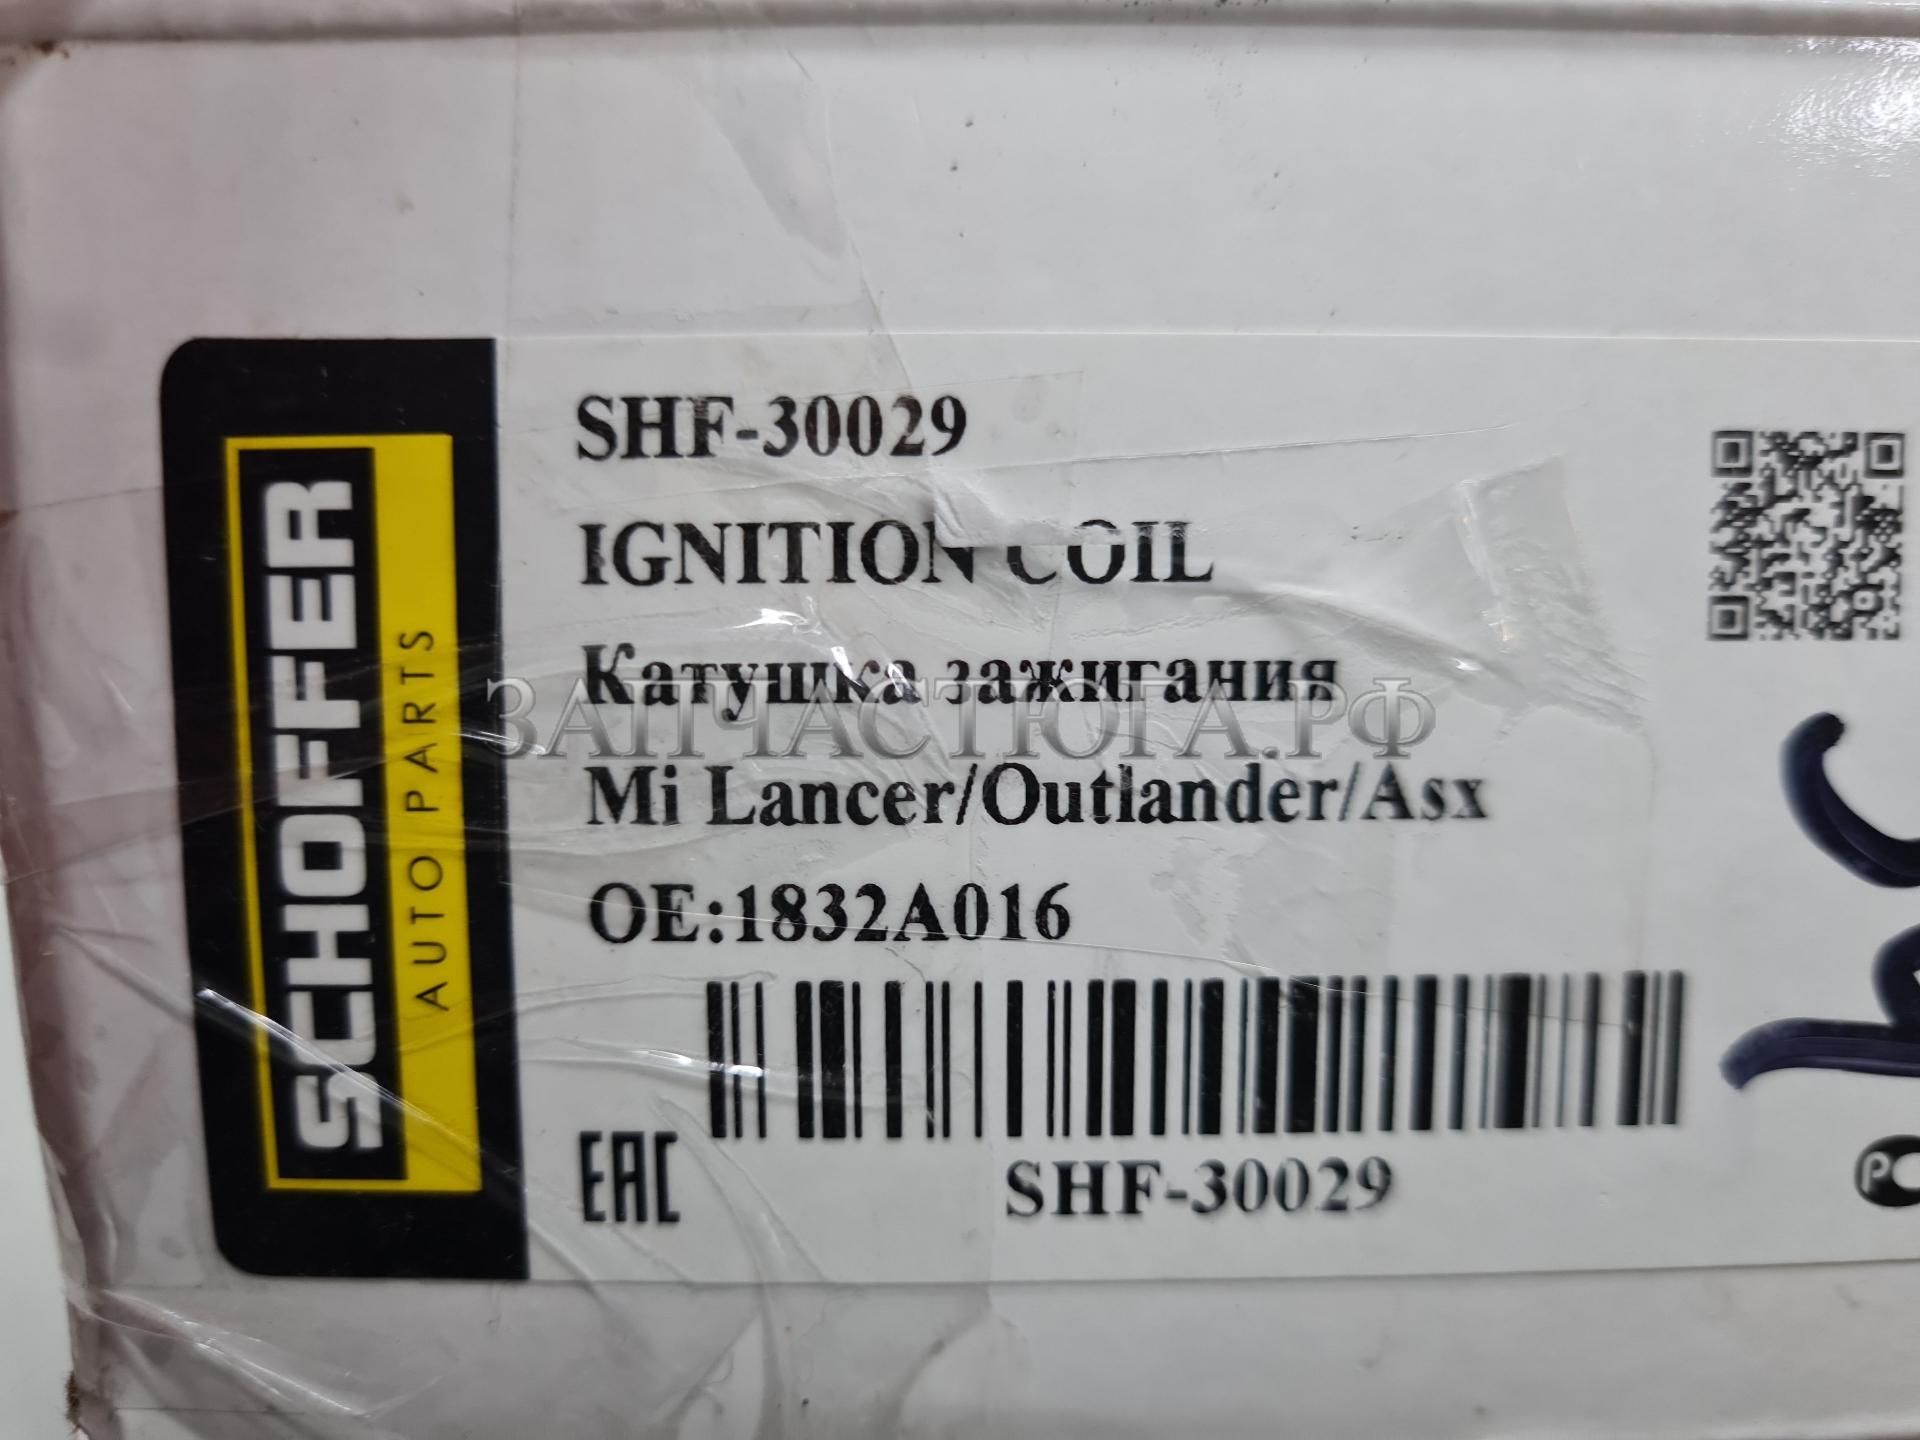 SCHOFFER
AUTO PARTS
SHF-30029
IGNITION COIL
Катушка зажигания
ЗАПЧАСТЮГА.РФ
Mi Lancer/Outlander/Asx
OE:1832A016
EAC
SHF-30029